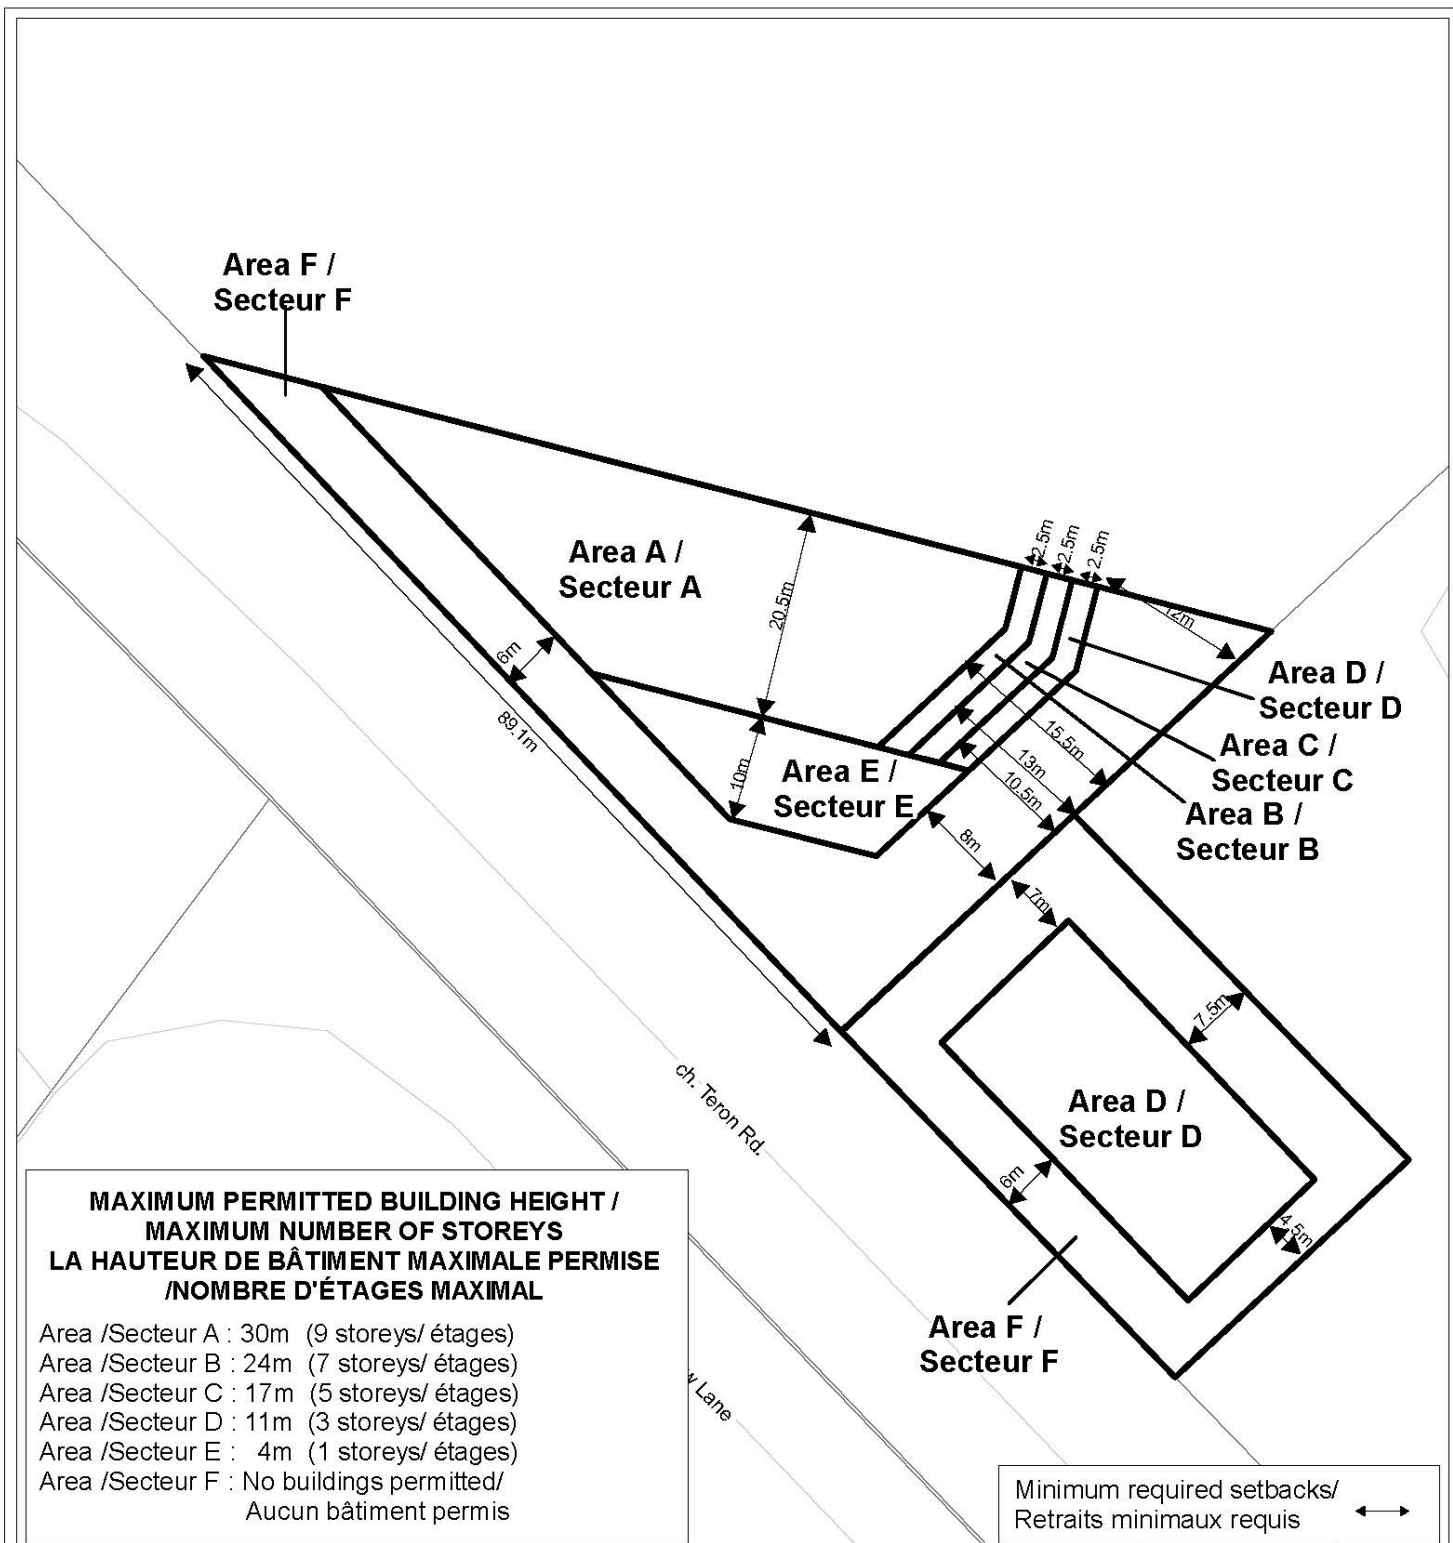 Area F /
Secteur F
Area A /
Secteur A
2.5m
2.5m
2.5m
12m
20.5m
6m
89.1m
10m
Area E /
Secteur E
15.5m
13m
10.5m
8m
7m
Area D /
Secteur D
Area C /
Secteur C
Area B /
Secteur B
7.5m
ch. Teron Rd.
Area D /
Secteur D
6m
4.5m
Area F /
Secteur F
w Lane
MAXIMUM PERMITTED BUILDING HEIGHT /
MAXIMUM NUMBER OF STOREYS
LA HAUTEUR DE BÂTIMENT MAXIMALE PERMISE
/NOMBRE D'ÉTAGES MAXIMAL
Area /Secteur A : 30m (9 storeys/ étages)
Area /Secteur B : 24m (7 storeys/ étages)
Area /Secteur C : 17m (5 storeys/ étages)
Area /Secteur D : 11m (3 storeys/ étages)
Area /Secteur E : 4m (1 storeys/ étages)
Area /Secteur F : No buildings permitted/
Aucun bâtiment permis
Minimum required setbacks/
Retraits minimaux requis